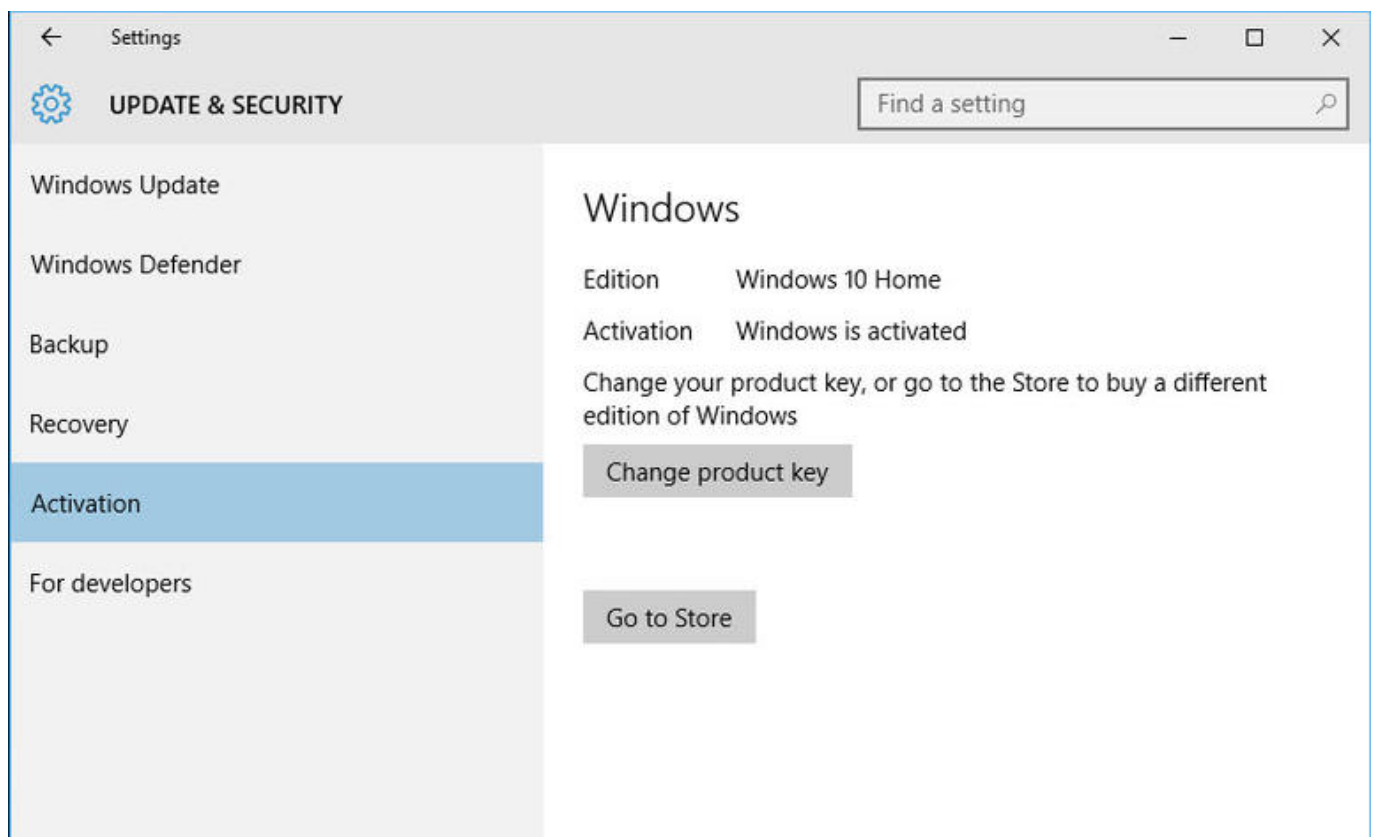 Settings
UPDATE & SECURITY
Find a setting
Windows Update
Windows Defender
Backup
Recovery
Activation
For developers
Windows
Edition Windows 10 Home
Activation Windows is activated
Change your product key, or go to the Store to buy a different
edition of Windows
Change product key
Go to Store